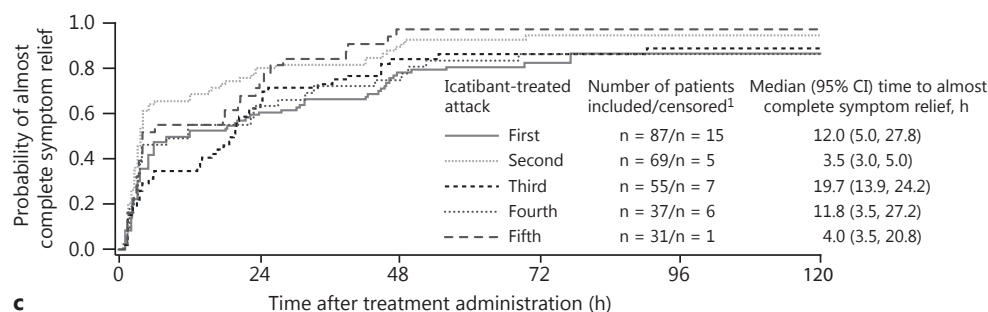 Probability of almost
complete symptom relief
1.0
0.8
0.6
0.4
0.2
0.0
Icatibant-treated attack Number of patients included/censored¹ Median (95% CI) time to almost complete symptom relief, h
First n = 87/n = 15 12.0 (5.0, 27.8)
Second n = 69/n = 5 3.5 (3.0, 5.0)
Third n = 55/n = 7 19.7 (13.9, 24.2)
Fourth n = 37/n = 6 11.8 (3.5, 27.2)
Fifth n = 31/n = 1 4.0 (3.5, 20.8)
0 24 48 72 96 120
c Time after treatment administration (h)